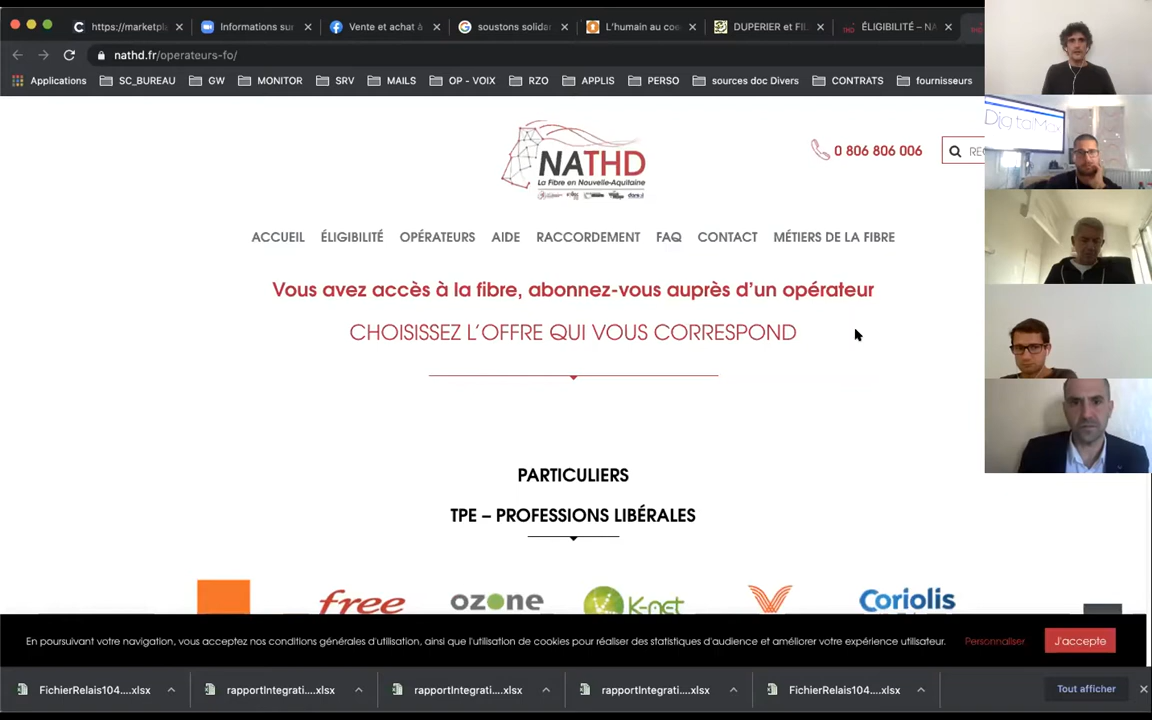 https://marketpla
Informations sur
Vente et achat à
soustons solidar
L'humain au coe
DUPERIER et FIL
ÉLIGIBILITÉ – NA
nathd.fr/operateurs-fo/
Applications SC_BUREAU GW MONITOR SRV MAILS OP - VOIX RZO APPLIS PERSO sources doc Divers CONTRATS fournisseurs
NATHD
La Fibre en Nouvelle-Aquitaine
0 806 806 006
REC
ACCUEIL ÉLIGIBILITÉ OPÉRATEURS AIDE RACCORDEMENT FAQ CONTACT MÉTIERS DE LA FIBRE
Vous avez accès à la fibre, abonnez-vous auprès d'un opérateur
CHOISISSEZ L'OFFRE QUI VOUS CORRESPOND
PARTICULIERS
TPE – PROFESSIONS LIBÉRALES
free
ozone
K-net
Coriolis
En poursuivant votre navigation, vous acceptez nos conditions générales d'utilisation, ainsi que l'utilisation de cookies pour réaliser des statistiques d'audience et améliorer votre expérience utilisateur.
Personnaliser
J'accepte
FichierRelais104....xlsx
rapportIntegrati....xlsx
rapportIntegrati....xlsx
rapportIntegrati....xlsx
FichierRelais104....xlsx
Tout afficher